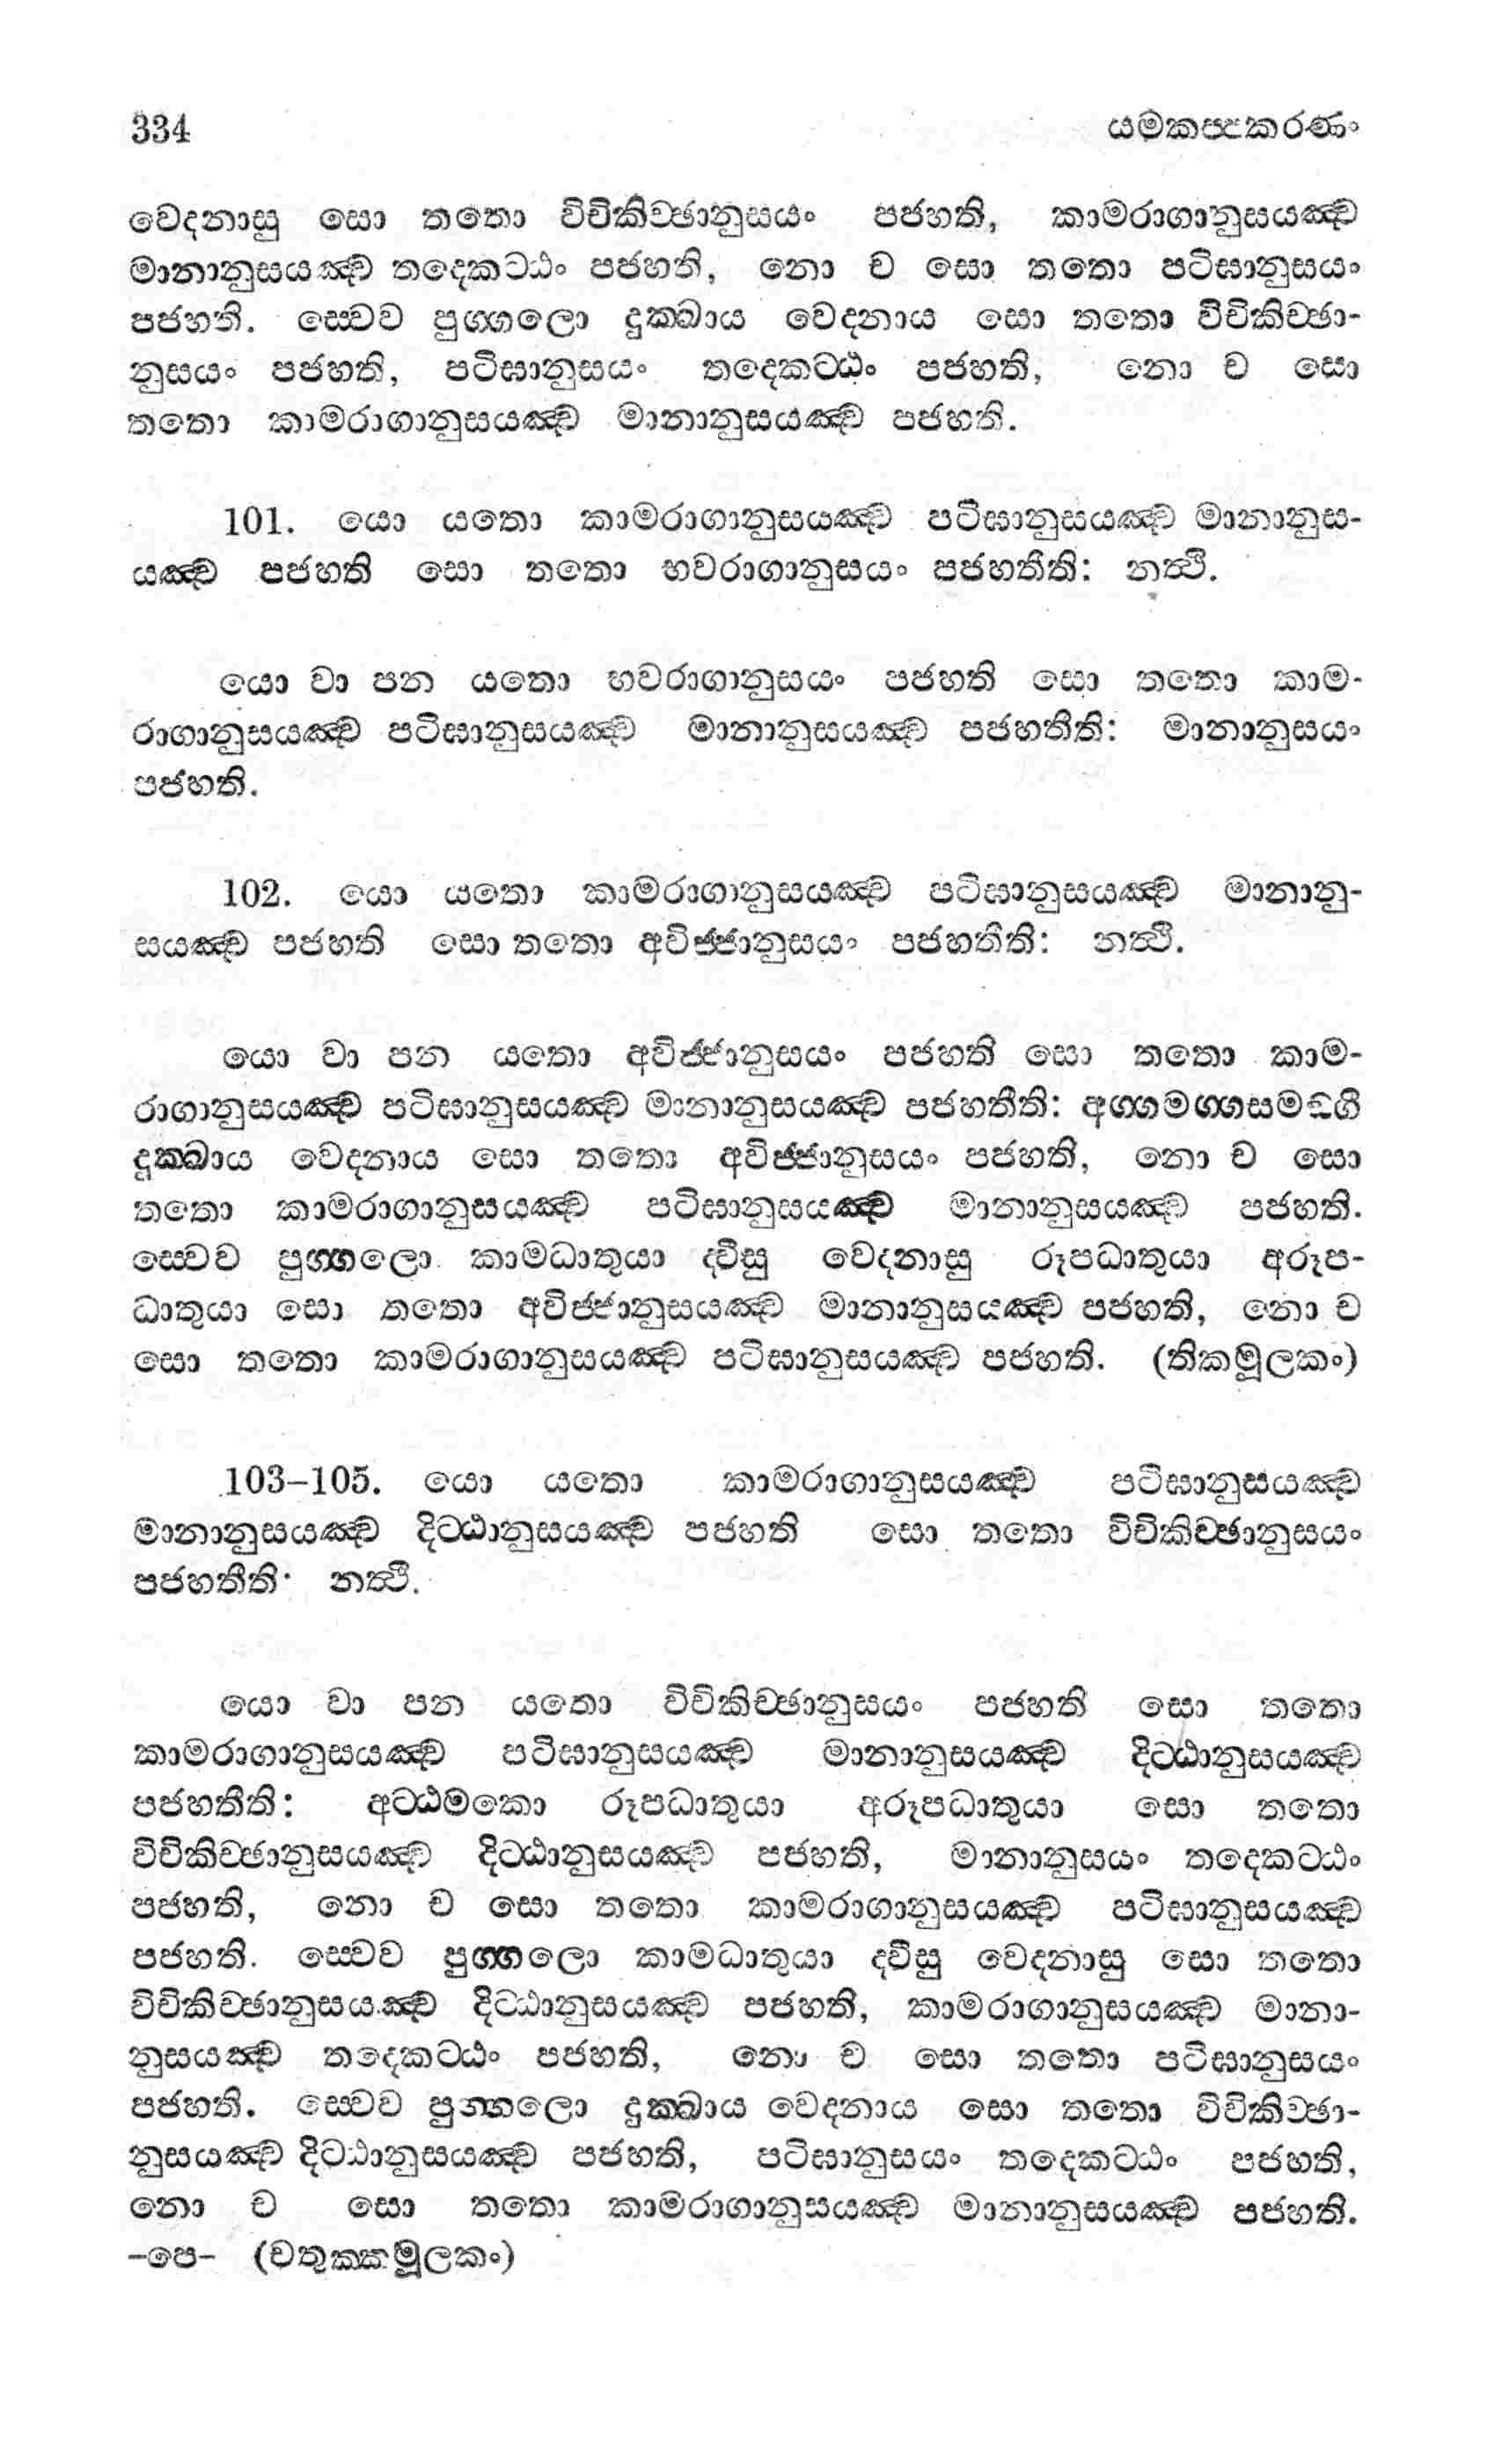 334 යමකප්පකරණං
වෙදනාසු සො තතො විචිකිච්ඡානුසයං පජහති, කාමරාගානුසයඤ්ච
මානානුසයඤ්ච තදෙකට්ඨං පජහති, නො ච සො තතො පටිඝානුසයං
පජහති. ස්වෙව පුග්ගලො දුක්ඛාය වෙදනාය සො තතො විචිකිච්ඡා-
නුසයං පජහති, පටිඝානුසයං තදෙකට්ඨං පජහති, නො ච සො
තතො කාමරාගානුසයඤ්ච මානානුසයඤ්ච පජහති.
101. යො යතො කාමරාගානුසයඤ්ච පටිඝානුසයඤ්ච මානානුස-
යඤ්ච පජහති සො තතො භවරාගානුසයං පජහතීති: නත්ථි.
යො වා පන යතො භවරාගානුසයං පජහති සො තතො කාම-
රාගානුසයඤ්ච පටිඝානුසයඤ්ච මානානුසයඤ්ච පජහතීති: මානානුසයං
පජහති.
102. යො යතො කාමරාගානුසයඤ්ච පටිඝානුසයඤ්ච මානානු-
සයඤ්ච පජහති සො තතො අවිජ්ජානුසයං පජහතීති: නත්ථි.
යො වා පන යතො අවිජ්ජානුසයං පජහති සො තතො කාම-
රාගානුසයඤ්ච පටිඝානුසයඤ්ච මානානුසයඤ්ච පජහතීති: අග්ගමග්ගසමඞ්ගී
දුක්ඛාය වෙදනාය සො තතො අවිජ්ජානුසයං පජහති, නො ච සො
තතො කාමරාගානුසයඤ්ච පටිඝානුසයඤ්ච මානානුසයඤ්ච පජහති.
ස්වෙව පුග්ගලො කාමධාතුයා ද්වීසු වෙදනාසු රූපධාතුයා අරූප-
ධාතුයා සො තතො අවිජ්ජානුසයඤ්ච මානානුසයඤ්ච පජහති, නො ච
සො තතො කාමරාගානුසයඤ්ච පටිඝානුසයඤ්ච පජහති. (තිකමූලකං)
103–105. යො යතො කාමරාගානුසයඤ්ච පටිඝානුසයඤ්ච
මානානුසයඤ්ච දිට්ඨානුසයඤ්ච පජහති සො තතො විචිකිච්ඡානුසයං
පජහතීති: නත්ථි.
යො වා පන යතො විචිකිච්ඡානුසයං පජහති සො තතො
කාමරාගානුසයඤ්ච පටිඝානුසයඤ්ච මානානුසයඤ්ච දිට්ඨානුසයඤ්ච
පජහතීති: අට්ඨමකො රූපධාතුයා අරූපධාතුයා සො තතො
විචිකිච්ඡානුසයඤ්ච දිට්ඨානුසයඤ්ච පජහති, මානානුසයං තදෙකට්ඨං
පජහති, නො ච සො තතො කාමරාගානුසයඤ්ච පටිඝානුසයඤ්ච
පජහති. ස්වෙව පුග්ගලො කාමධාතුයා ද්වීසු වෙදනාසු සො තතො
විචිකිච්ඡානුසයඤ්ච දිට්ඨානුසයඤ්ච පජහති, කාමරාගානුසයඤ්ච මානා-
නුසයඤ්ච තදෙකට්ඨං පජහති, නො ච සො තතො පටිඝානුසයං
පජහති. ස්වෙව පුග්ගලො දුක්ඛාය වෙදනාය සො තතො විචිකිච්ඡා-
නුසයඤ්ච දිට්ඨානුසයඤ්ච පජහති, පටිඝානුසයං තදෙකට්ඨං පජහති,
නො ච සො තතො කාමරාගානුසයඤ්ච මානානුසයඤ්ච පජහති.
–පෙ– (චතුක්කමූලකං)